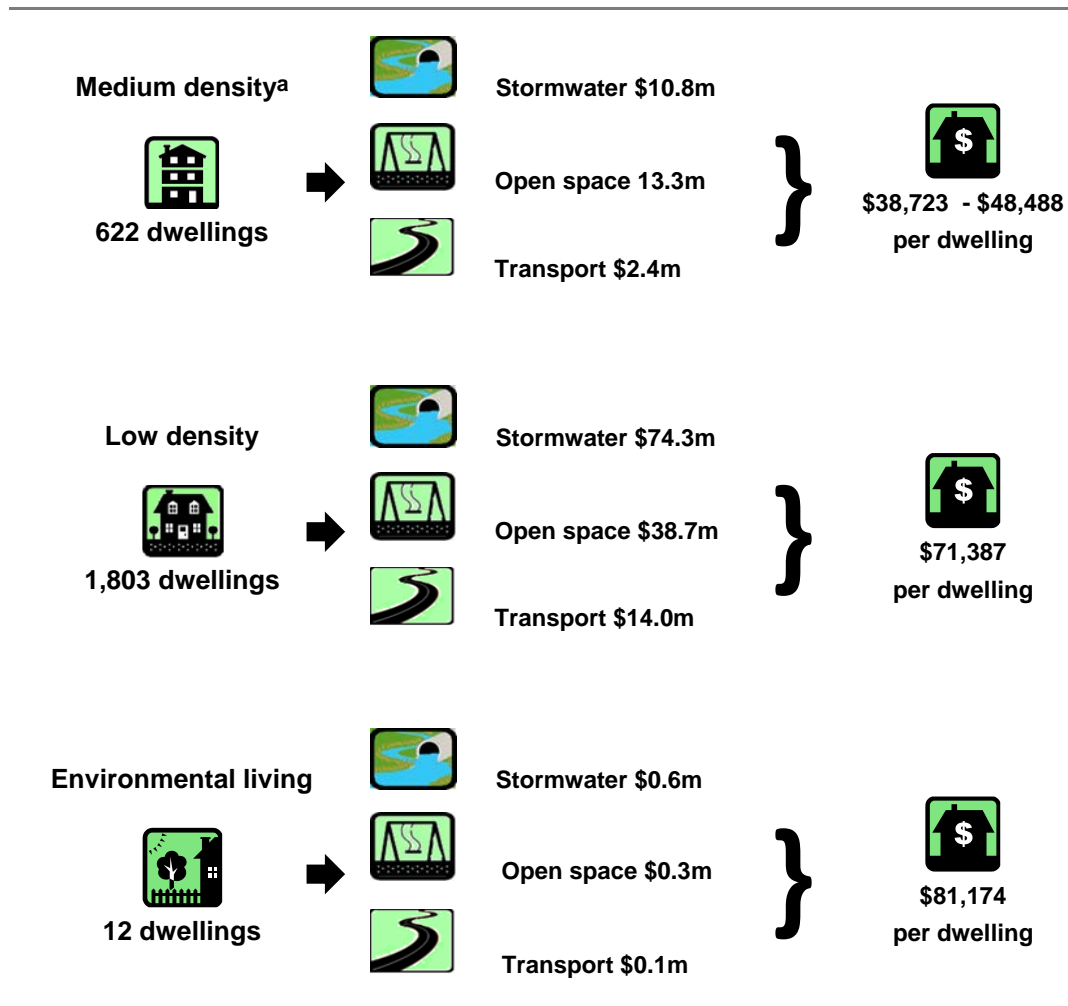 Medium densitya
622 dwellings
Stormwater $10.8m
Open space 13.3m
Transport $2.4m
$38,723 - $48,488
per dwelling
Low density
1,803 dwellings
Stormwater $74.3m
Open space $38.7m
Transport $14.0m
$71,387
per dwelling
Environmental living
12 dwellings
Stormwater $0.6m
Open space $0.3m
Transport $0.1m
$81,174
per dwelling